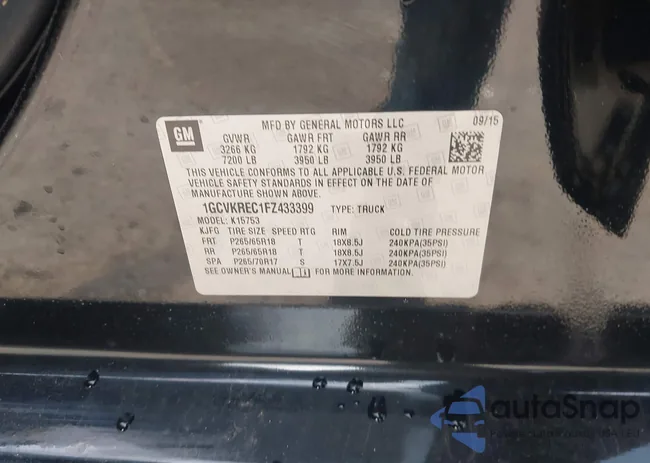 GM MFD BY GENERAL MOTORS LLC 09/15
GVWR GAWR FRT GAWR RR
3266 KG 1792 KG 1792 KG
7200 LB 3950 LB 3950 LB
THIS VEHICLE CONFORMS TO ALL APPLICABLE U.S. FEDERAL MOTOR
VEHICLE SAFETY STANDARDS IN EFFECT ON THE DATE OF
MANUFACTURE SHOWN ABOVE.
1GCVKREC1FZ433399 TYPE: TRUCK
MODEL: K15753
KJFG TIRE SIZE SPEED RTG RIM COLD TIRE PRESSURE
FRT P265/65R18 T 18X8.5J 240KPA(35PSI)
RR P265/65R18 T 18X8.5J 240KPA(35PSI)
SPA P265/70R17 S 17X7.5J 240KPA(35PSI)
SEE OWNER'S MANUAL FOR MORE INFORMATION.
autoSnap